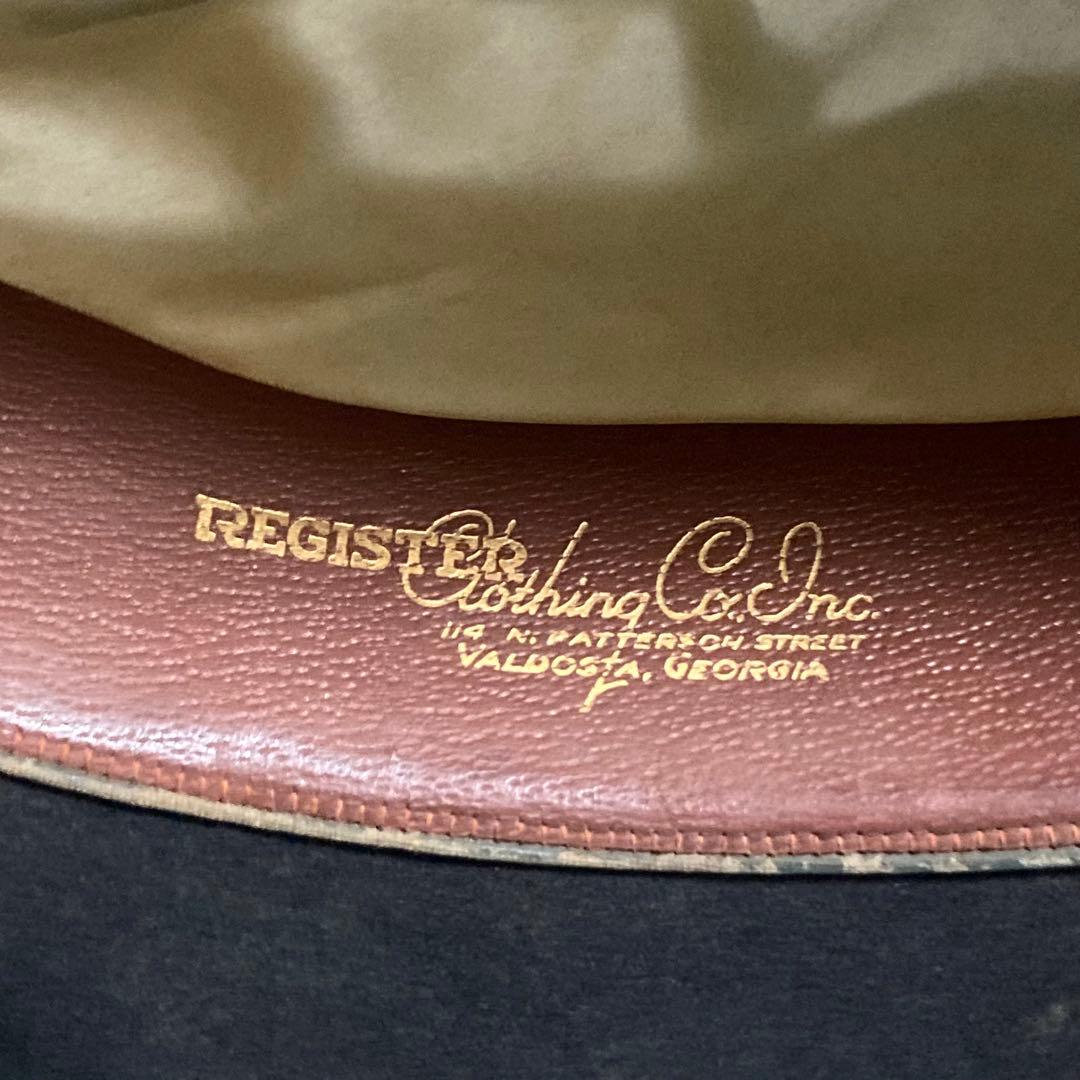 REGISTER Clothing Co. Inc.
114 N. PATTERSON STREET
VALDOSTA, GEORGIA